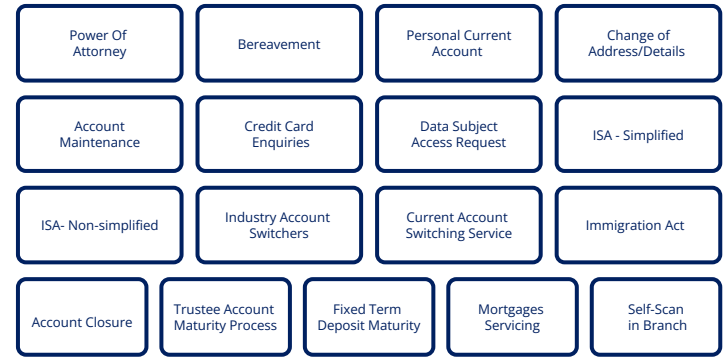 Power Of
Attorney
Bereavement
Personal Current
Account
Change of
Address/Details
Account
Maintenance
Credit Card
Enquiries
Data Subject
Access Request
ISA - Simplified
ISA- Non-simplified
Industry Account
Switchers
Current Account
Switching Service
Immigration Act
Account Closure
Trustee Account
Maturity Process
Fixed Term
Deposit Maturity
Mortgages
Servicing
Self-Scan
in Branch